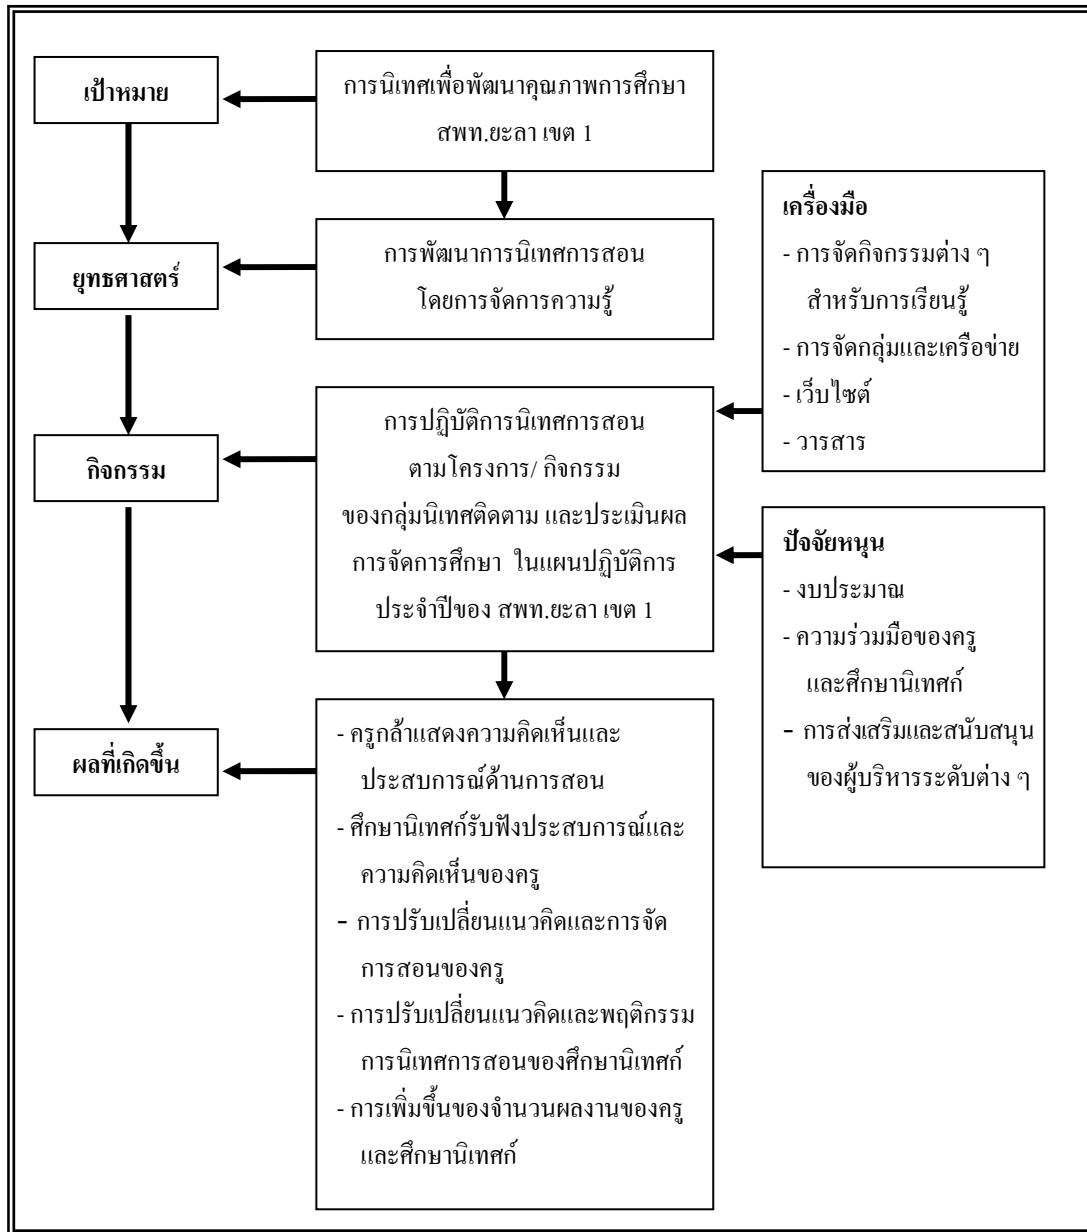 เป้าหมาย
การนิเทศเพื่อพัฒนาคุณภาพการศึกษา
สพท.ยะลา เขต 1
ยุทธศาสตร์
การพัฒนาการนิเทศการสอน
โดยการจัดการความรู้
เครื่องมือ
- การจัดกิจกรรมต่าง ๆ
สำหรับการเรียนรู้
- การจัดกลุ่มและเครือข่าย
- เว็บไซต์
- วารสาร
กิจกรรม
การปฏิบัติการนิเทศการสอน
ตามโครงการ/ กิจกรรม
ของกลุ่มนิเทศติดตาม และประเมินผล
การจัดการศึกษา ในแผนปฏิบัติการ
ประจำปีของ สพท.ยะลา เขต 1
ปัจจัยหนุน
- งบประมาณ
- ความร่วมมือของครู
และศึกษานิเทศก์
- การส่งเสริมและสนับสนุน
ของผู้บริหารระดับต่าง ๆ
ผลที่เกิดขึ้น
- ครูกล้าแสดงความคิดเห็นและ
ประสบการณ์ด้านการสอน
- ศึกษานิเทศก์รับฟังประสบการณ์และ
ความคิดเห็นของครู
- การปรับเปลี่ยนแนวคิดและการจัด
การสอนของครู
- การปรับเปลี่ยนแนวคิดและพฤติกรรม
การนิเทศการสอนของศึกษานิเทศก์
- การเพิ่มขึ้นของจำนวนผลงานของครู
และศึกษานิเทศก์